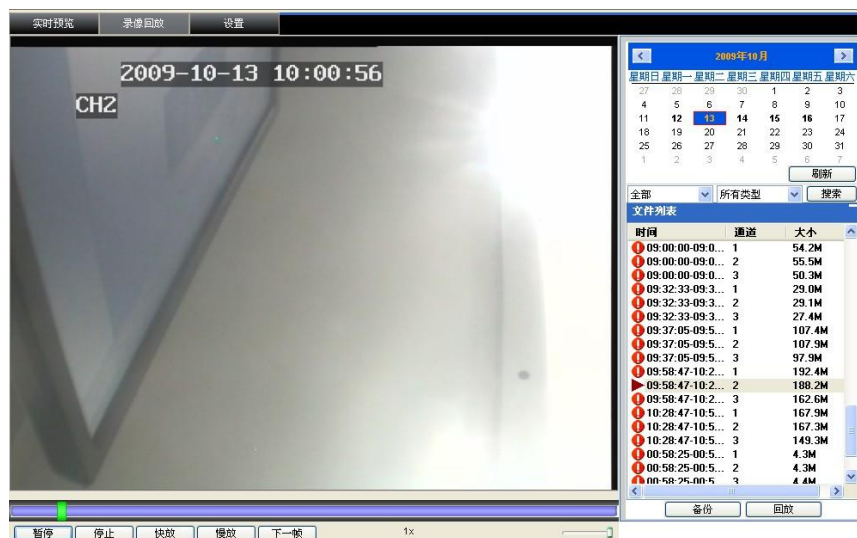 实时预览 录像回放 设置
2009-10-13 10:00:56
CH2
2009年10月
星期日 星期一 星期二 星期三 星期四 星期五 星期六
27 28 29 30 1 2 3
4 5 6 7 8 9 10
11 12 13 14 15 16 17
18 19 20 21 22 23 24
25 26 27 28 29 30 31
1 2 3 4 5 6 7
刷新
全部 所有类型 搜索
文件列表
时间 通道 大小
09:00:00-09:0... 1 54.2M
09:00:00-09:0... 2 55.5M
09:00:00-09:0... 3 50.3M
09:32:33-09:3... 1 29.0M
09:32:33-09:3... 2 29.1M
09:32:33-09:3... 3 27.4M
09:37:05-09:5... 1 107.4M
09:37:05-09:5... 2 107.9M
09:37:05-09:5... 3 97.9M
09:58:47-10:2... 1 192.4M
09:58:47-10:2... 2 188.2M
09:58:47-10:2... 3 162.6M
10:28:47-10:5... 1 167.9M
10:28:47-10:5... 2 167.3M
10:28:47-10:5... 3 149.3M
00:58:25-00:5... 1 4.3M
00:58:25-00:5... 2 4.3M
00:58:25-00:5... 3 4.4M
备份 回放
暂停 停止 快放 慢放 下一帧 1x